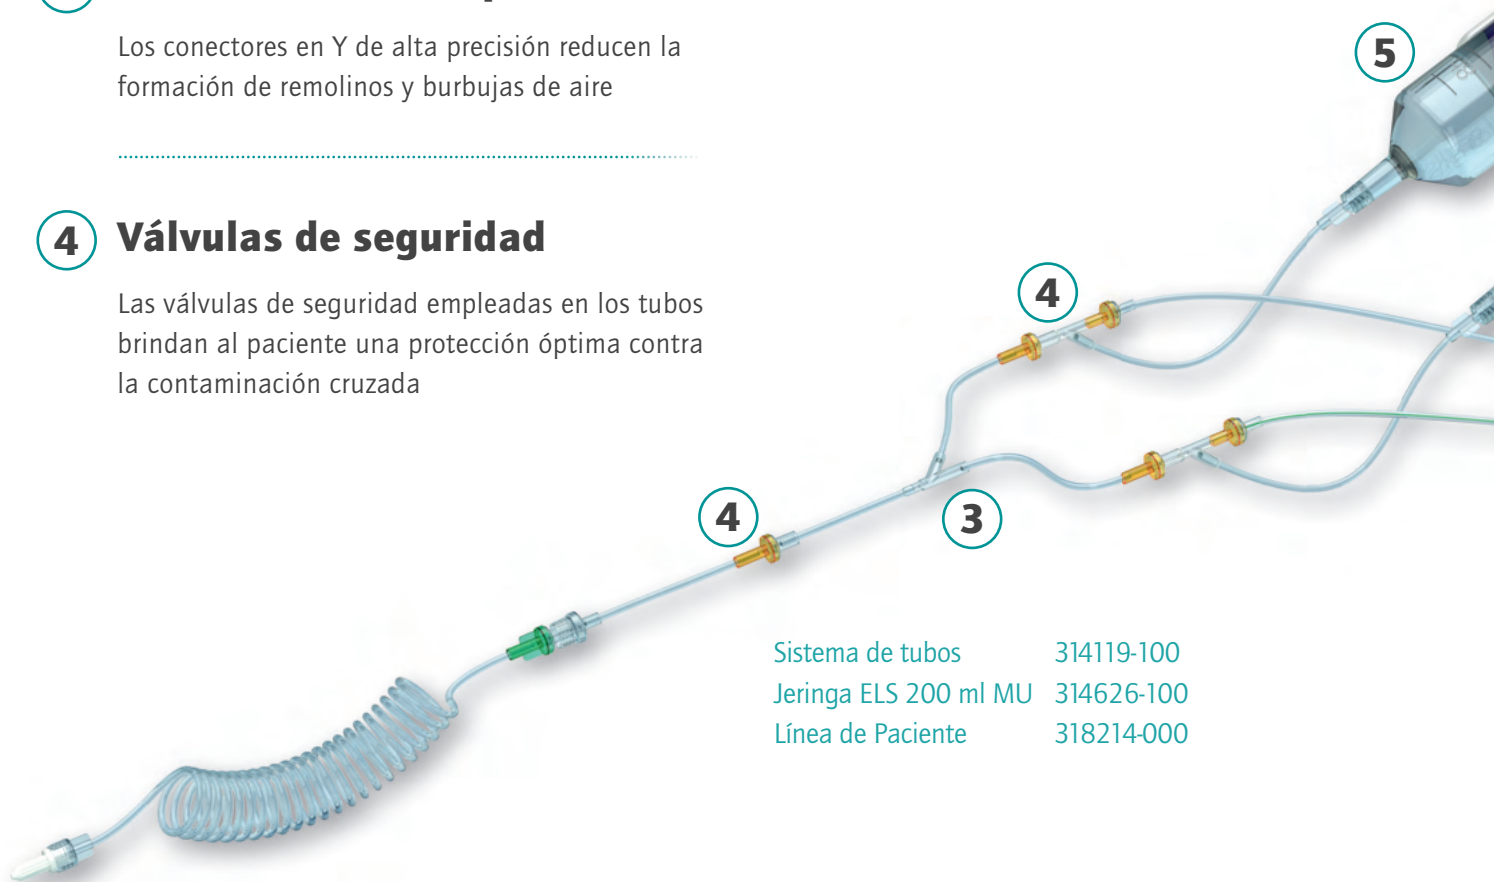 Los conectores en Y de alta precisión reducen la
formación de remolinos y burbujas de aire
4 Válvulas de seguridad
Las válvulas de seguridad empleadas en los tubos
brindan al paciente una protección óptima contra
la contaminación cruzada
5
4
4
3
Sistema de tubos 314119-100
Jeringa ELS 200 ml MU 314626-100
Línea de Paciente 318214-000